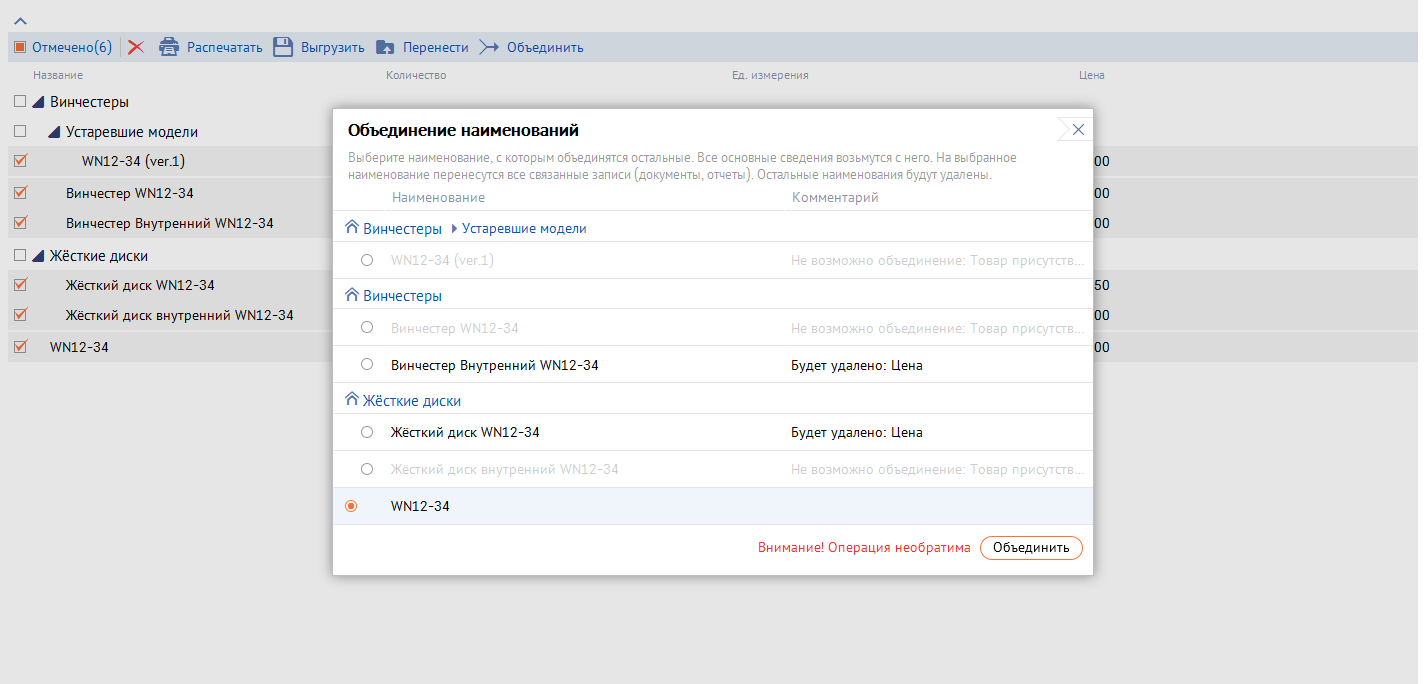 Отмечено(6) Распечатать Выгрузить Перенести Объединить
Название Количество Ед. измерения Цена
Винчестеры
Устаревшие модели
WN12-34 (ver.1) 00
Винчестер WN12-34 00
Винчестер Внутренний WN12-34 00
Жёсткие диски
Жёсткий диск WN12-34 50
Жёсткий диск внутренний WN12-34 00
WN12-34 00
Объединение наименований
Выберите наименование, с которым объединятся остальные. Все основные сведения возьмутся с него. На выбранное
наименование перенесутся все связанные записи (документы, отчеты). Остальные наименования будут удалены.
Наименование Комментарий
Винчестеры Устаревшие модели
WN12-34 (ver.1) Не возможно объединение: Товар присутств...
Винчестеры
Винчестер WN12-34 Не возможно объединение: Товар присутств...
Винчестер Внутренний WN12-34 Будет удалено: Цена
Жёсткие диски
Жёсткий диск WN12-34 Будет удалено: Цена
Жёсткий диск внутренний WN12-34 Не возможно объединение: Товар присутств...
WN12-34
Внимание! Операция необратима Объединить